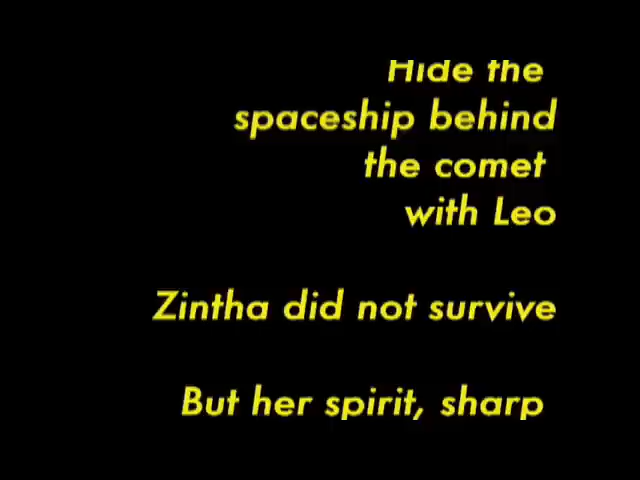 Hide the
spaceship behind
the comet
with Leo
Zintha did not survive
But her spirit, sharp